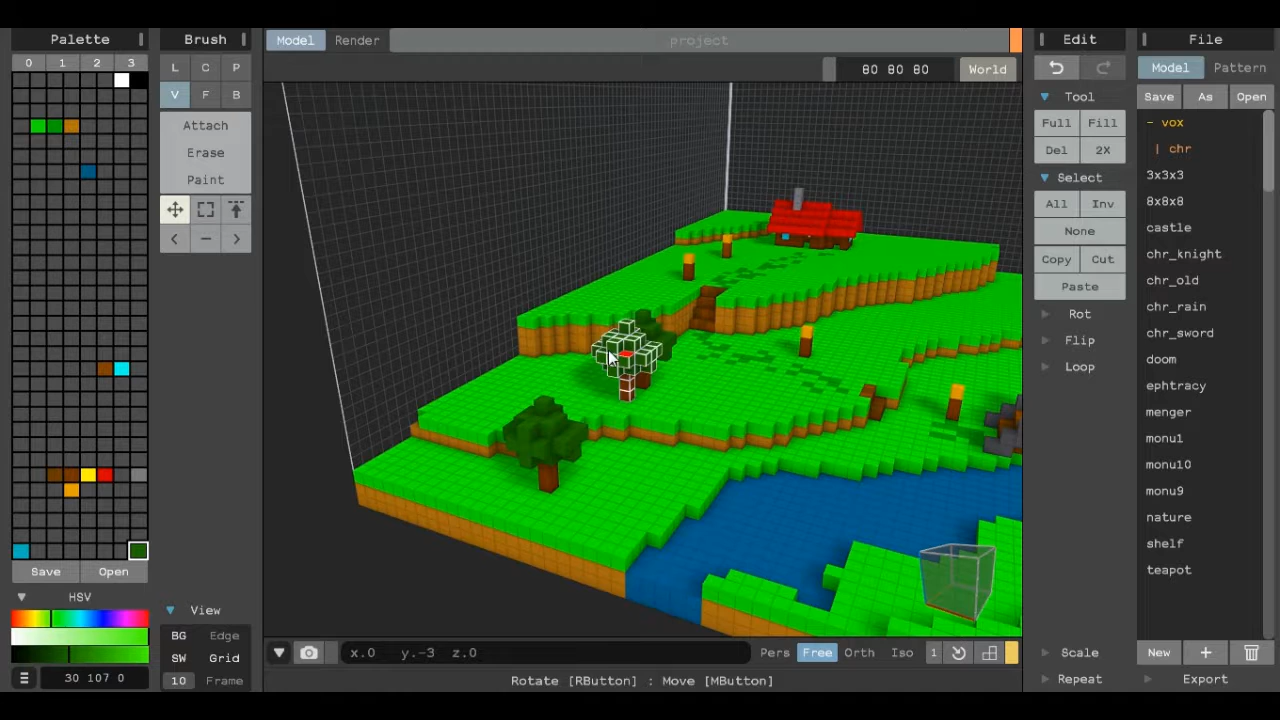 Palette
0 1 2 3
Save Open
HSV
30 107 0
Brush
L C P
V F B
Attach
Erase
Paint
View
BG Edge
SW Grid
10 Frame
Model Render project
80 80 80 World
x.0 y.-3 z.0
Pers Free Orth Iso 1
Rotate [RButton] : Move [MButton]
Edit
Tool
Full Fill
Del 2X
Select
All Inv
None
Copy Cut
Paste
Rot
Flip
Loop
Scale
Repeat
File
Model Pattern
Save As Open
- vox
| chr
3x3x3
8x8x8
castle
chr_knight
chr_old
chr_rain
chr_sword
doom
ephtracy
menger
monu1
monu10
monu9
nature
shelf
teapot
New +
Export